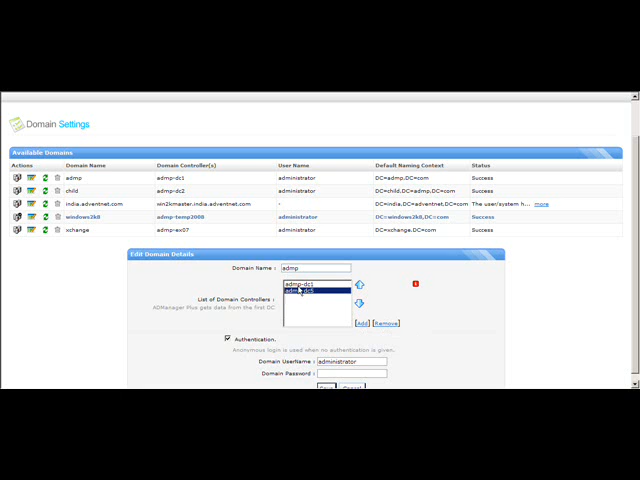 Domain Settings
Available Domains
Actions Domain Name Domain Controller(s) User Name Default Naming Context Status
admp admp-dc1 administrator DC=admp,DC=com Success
child admp-dc2 administrator DC=child,DC=admp,DC=com Success
india.adventnet.com win2kmaster.india.adventnet.com - DC=india,DC=adventnet,DC=com The user/system h... more
windows2k8 admp-temp2008 administrator DC=windows2k8,DC=com Success
xchange admp-ex07 administrator DC=xchange,DC=com Success
Edit Domain Details
Domain Name : admp
admp-dc1
admp-dc5
List of Domain Controllers :
ADManager Plus gets data from the first DC
[Add] [Remove]
Authentication.
Anonymous login is used when no authentication is given.
Domain UserName : administrator
Domain Password :
Save Cancel